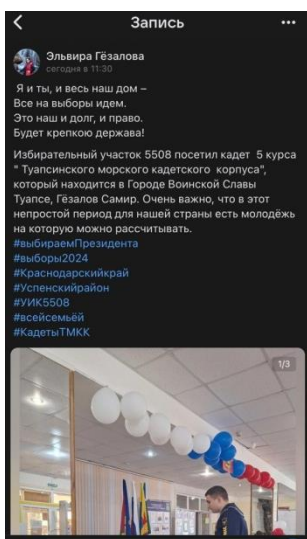 Запись
Эльвира Гёзалова
сегодня в 11:30
Я и ты, и весь наш дом –
Все на выборы идем.
Это наш и долг, и право.
Будет крепкою держава!
Избирательный участок 5508 посетил кадет 5 курса
" Туапсинского морского кадетского корпуса",
который находится в Городе Воинской Славы
Туапсе, Гёзалов Самир. Очень важно, что в этот
непростой период для нашей страны есть молодёжь
на которую можно рассчитывать.
#выбираемПрезидента
#выборы2024
#Краснодарскийкрай
#Успенскийрайон
#УИК5508
#всейсемьёй
#КадетыТМКК
1/3